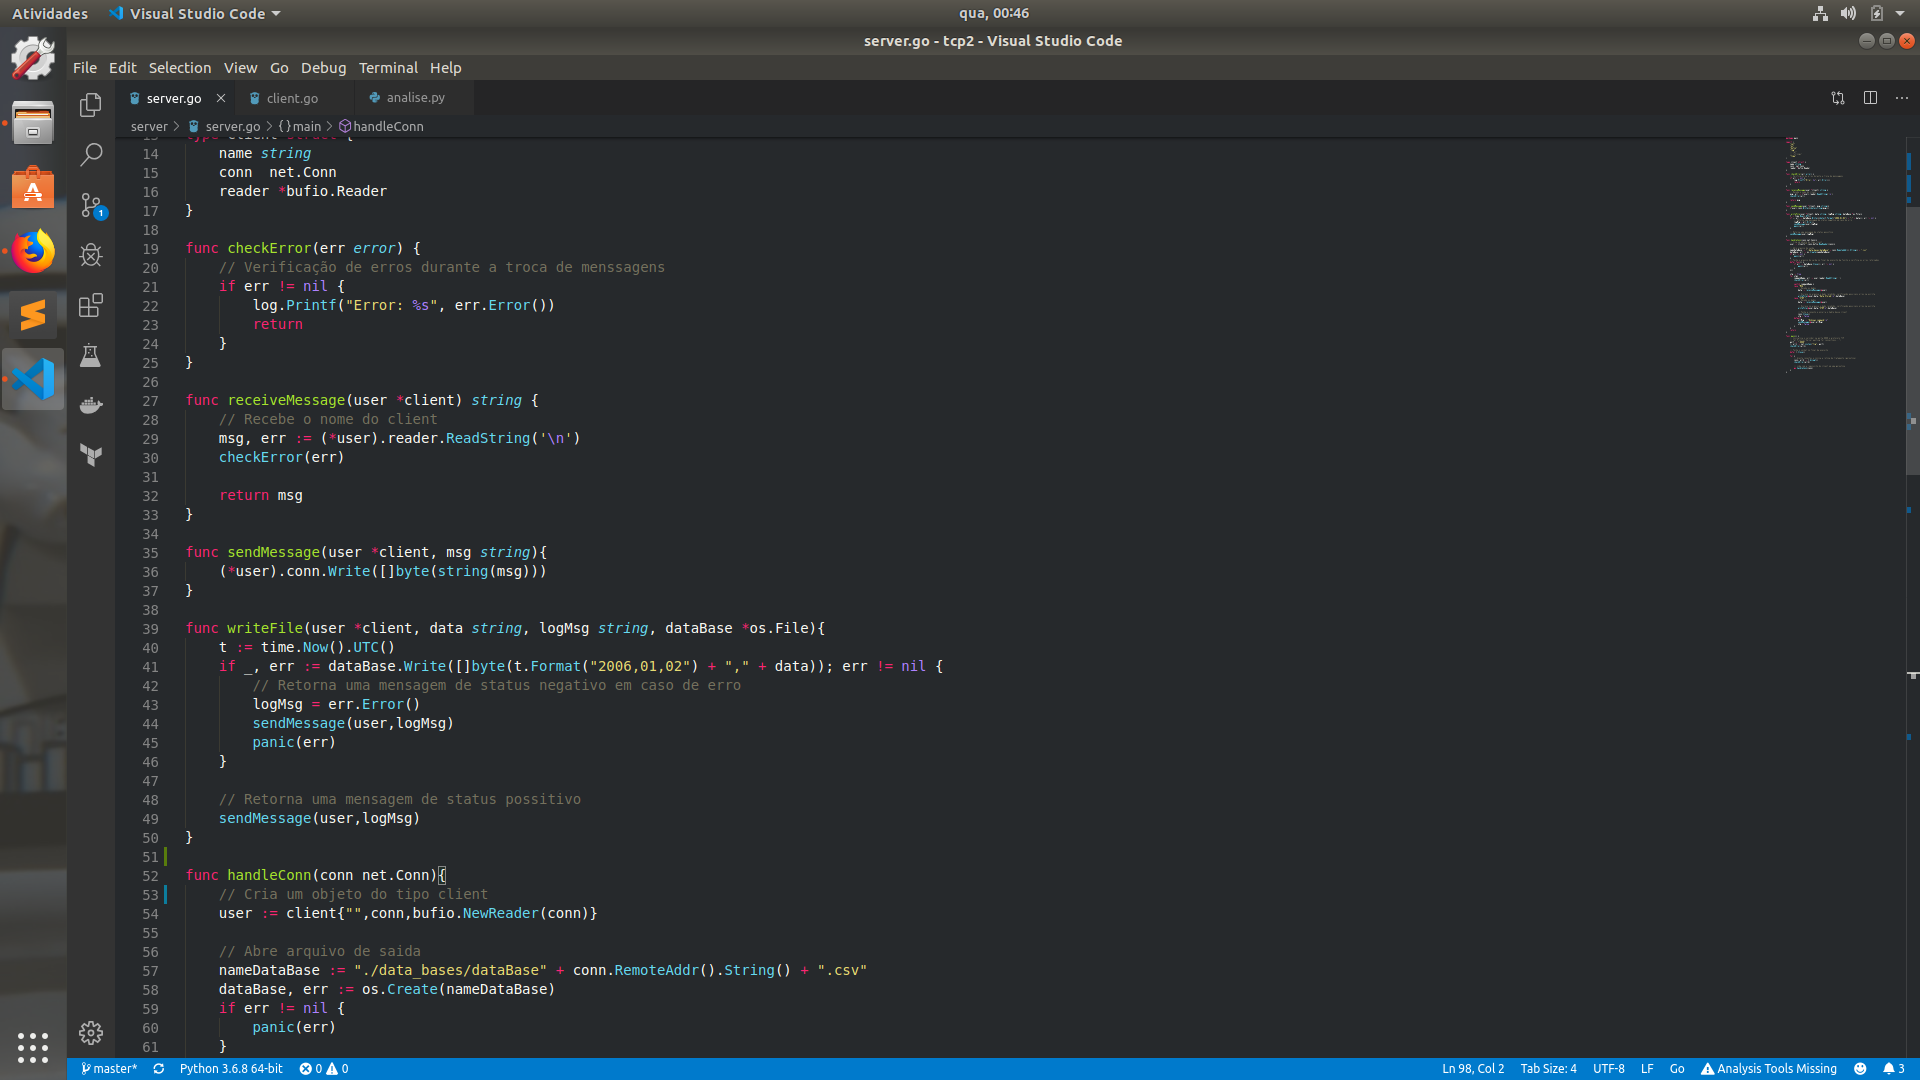 Atividades
Visual Studio Code
qua, 00:46
server.go - tcp2 - Visual Studio Code
File Edit Selection View Go Debug Terminal Help
server.go
client.go
analise.py
server > server.go > {} main > handleConn
type client struct {
14 name string
15 conn  net.Conn
16 reader *bufio.Reader
17 }
18
19 func checkError(err error) {
20 // Verificação de erros durante a troca de menssagens
21 if err != nil {
22 log.Printf("Error: %s", err.Error())
23 return
24 }
25 }
26
27 func receiveMessage(user *client) string {
28 // Recebe o nome do client
29 msg, err := (*user).reader.ReadString('\n')
30 checkError(err)
31
32 return msg
33 }
34
35 func sendMessage(user *client, msg string){
36 (*user).conn.Write([]byte(string(msg)))
37 }
38
39 func writeFile(user *client, data string, logMsg string, dataBase *os.File){
40 t := time.Now().UTC()
41 if _, err := dataBase.Write([]byte(t.Format("2006,01,02") + "," + data)); err != nil {
42 // Retorna uma mensagem de status negativo em caso de erro
43 logMsg = err.Error()
44 sendMessage(user,logMsg)
45 panic(err)
46 }
47
48 // Retorna uma mensagem de status possitivo
49 sendMessage(user,logMsg)
50 }
51
52 func handleConn(conn net.Conn){
53 // Cria um objeto do tipo client
54 user := client{"",conn,bufio.NewReader(conn)}
55
56 // Abre arquivo de saida
57 nameDataBase := "./data_bases/dataBase" + conn.RemoteAddr().String() + ".csv"
58 dataBase, err := os.Create(nameDataBase)
59 if err != nil {
60 panic(err)
61 }
1
master*
Python 3.6.8 64-bit
0
0
Ln 98, Col 2
Tab Size: 4
UTF-8
LF
Go
Analysis Tools Missing
3